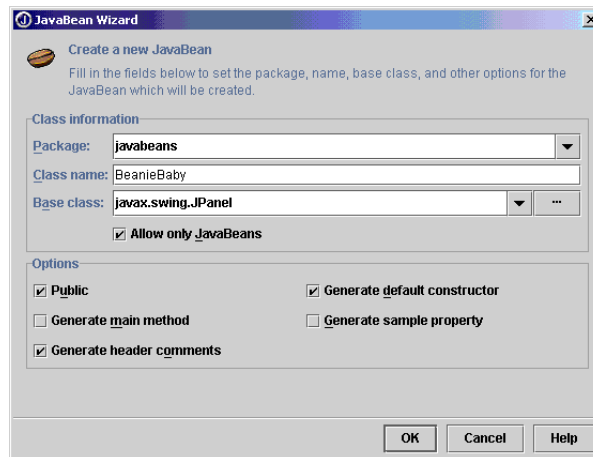 JavaBean Wizard
Create a new JavaBean
Fill in the fields below to set the package, name, base class, and other options for the
JavaBean which will be created.
Class information
Package: javabeans
Class name: BeanieBaby
Base class: javax.swing.JPanel ...
Allow only JavaBeans
Options
Public Generate default constructor
Generate main method Generate sample property
Generate header comments
OK Cancel Help